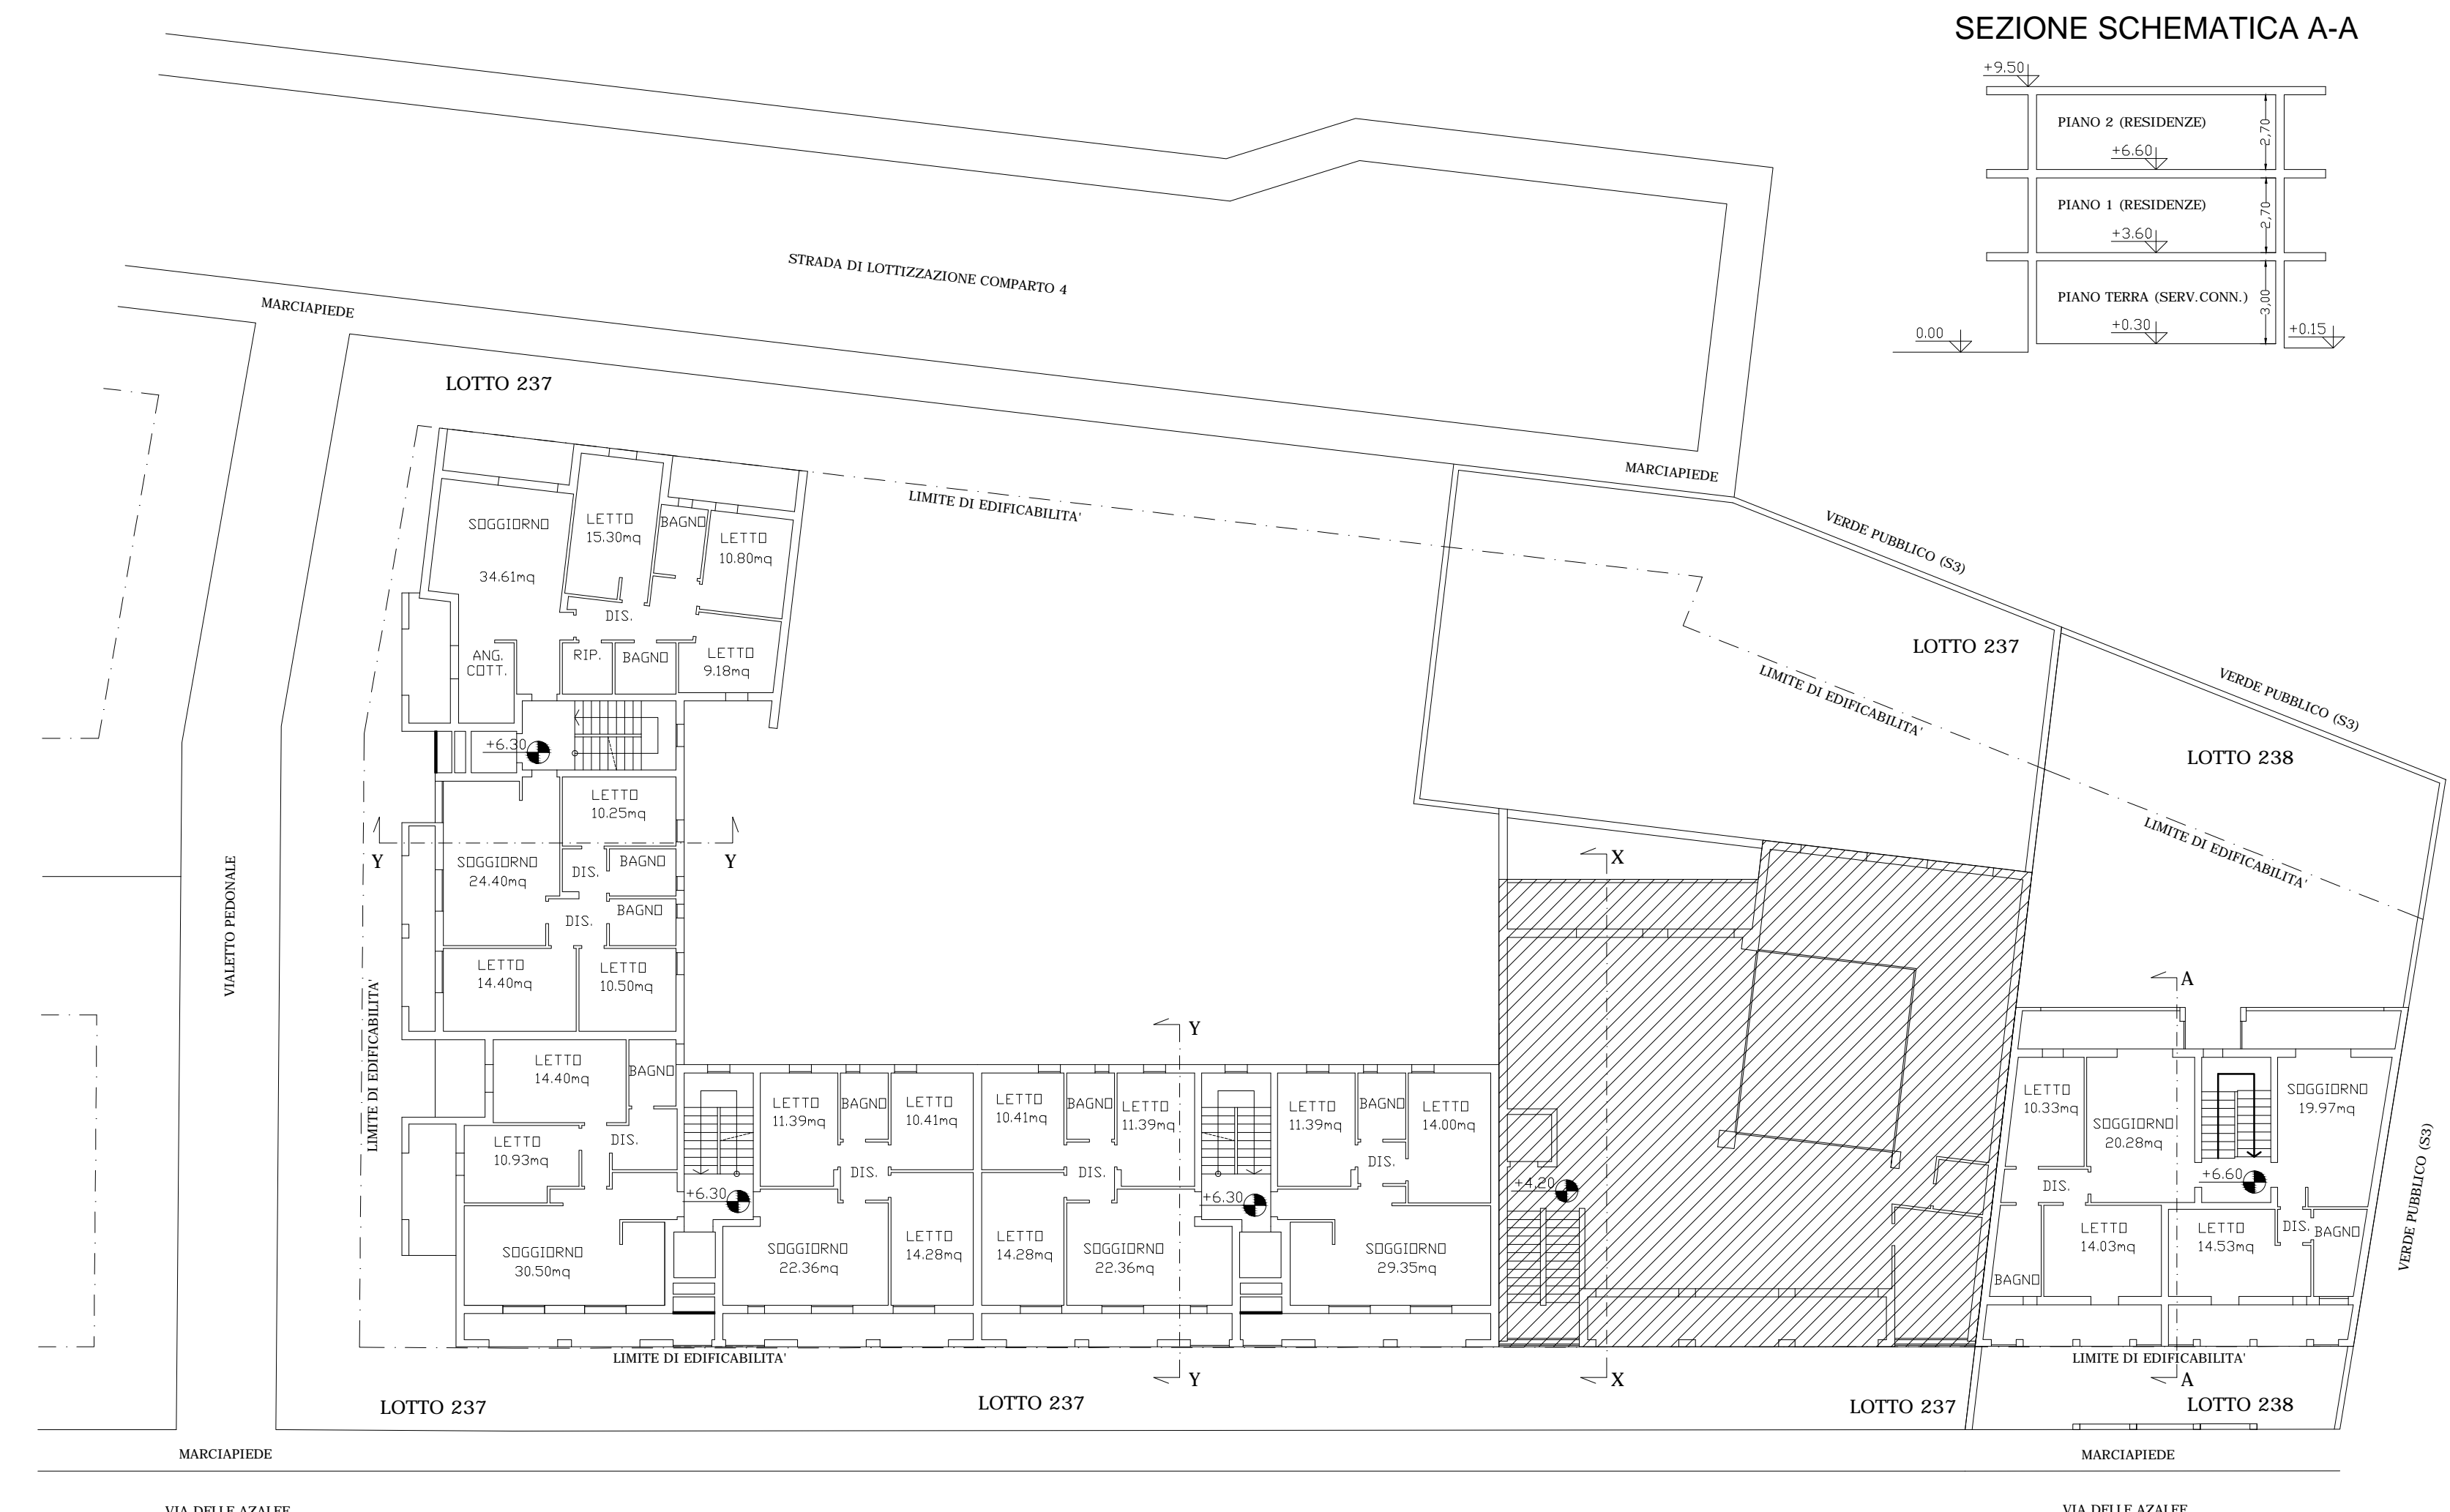 SEZIONE SCHEMATICA A-A
+9.50
PIANO 2 (RESIDENZE)
2,70
+6.60
PIANO 1 (RESIDENZE)
2,70
+3.60
PIANO TERRA (SERV.CONN.)
3,00
+0.30
0.00
+0.15
STRADA DI LOTTIZZAZIONE COMPARTO 4
MARCIAPIEDE
LOTTO 237
MARCIAPIEDE
LIMITE DI EDIFICABILITA'
VERDE PUBBLICO (S3)
LOTTO 237
LIMITE DI EDIFICABILITA'
VERDE PUBBLICO (S3)
LOTTO 238
LIMITE DI EDIFICABILITA'
SOGGIORNO
34.61mq
LETTO
15.30mq
BAGNO
LETTO
10.80mq
DIS.
ANG.
COTT.
RIP.
BAGNO
LETTO
9.18mq
+6.30
LETTO
10.25mq
Y
Y
SOGGIORNO
24.40mq
DIS.
BAGNO
DIS.
BAGNO
LETTO
14.40mq
LETTO
10.50mq
VIALETTO PEDONALE
LIMITE DI EDIFICABILITA'
LETTO
14.40mq
BAGNO
LETTO
10.93mq
DIS.
SOGGIORNO
30.50mq
+6.30
LETTO
11.39mq
BAGNO
LETTO
10.41mq
DIS.
SOGGIORNO
22.36mq
LETTO
14.28mq
LETTO
10.41mq
BAGNO
LETTO
11.39mq
DIS.
LETTO
14.28mq
SOGGIORNO
22.36mq
Y
Y
+6.30
LETTO
11.39mq
BAGNO
LETTO
14.00mq
DIS.
SOGGIORNO
29.35mq
X
+4.20
X
A
LETTO
10.33mq
SOGGIORNO
20.28mq
SOGGIORNO
19.97mq
+6.60
DIS.
LETTO
14.03mq
LETTO
14.53mq
DIS.
BAGNO
BAGNO
VERDE PUBBLICO (S3)
LIMITE DI EDIFICABILITA'
LIMITE DI EDIFICABILITA'
A
LOTTO 237
LOTTO 237
LOTTO 237
LOTTO 238
MARCIAPIEDE
MARCIAPIEDE
VIA DELLE AZALEE
VIA DELLE AZALEE